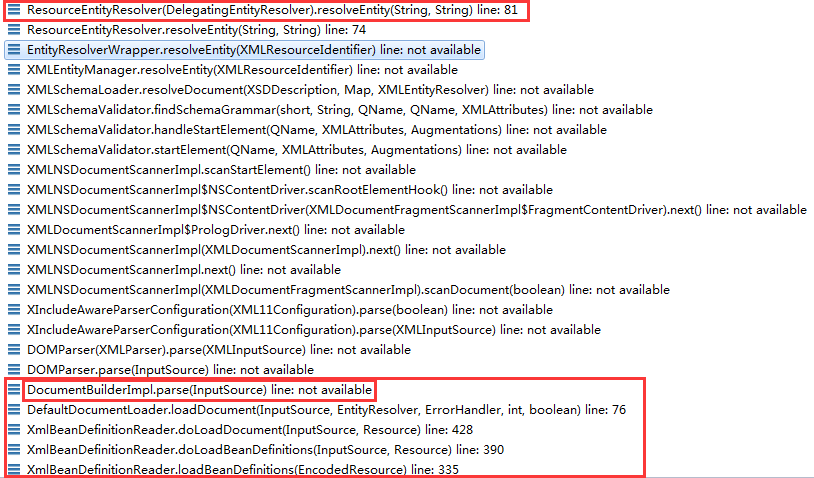 ResourceEntityResolver(DelegatingEntityResolver).resolveEntity(String, String) line: 81
ResourceEntityResolver.resolveEntity(String, String) line: 74
EntityResolverWrapper.resolveEntity(XMLResourceIdentifier) line: not available
XMLEntityManager.resolveEntity(XMLResourceIdentifier) line: not available
XMLSchemaLoader.resolveDocument(XSDDescription, Map, XMLEntityResolver) line: not available
XMLSchemaValidator.findSchemaGrammar(short, String, QName, QName, XMLAttributes) line: not available
XMLSchemaValidator.handleStartElement(QName, XMLAttributes, Augmentations) line: not available
XMLSchemaValidator.startElement(QName, XMLAttributes, Augmentations) line: not available
XMLNSDocumentScannerImpl.scanStartElement() line: not available
XMLNSDocumentScannerImpl$NSContentDriver.scanRootElementHook() line: not available
XMLNSDocumentScannerImpl$NSContentDriver(XMLDocumentFragmentScannerImpl$FragmentContentDriver).next() line: not available
XMLDocumentScannerImpl$PrologDriver.next() line: not available
XMLNSDocumentScannerImpl(XMLDocumentScannerImpl).next() line: not available
XMLNSDocumentScannerImpl.next() line: not available
XMLNSDocumentScannerImpl(XMLDocumentFragmentScannerImpl).scanDocument(boolean) line: not available
XIncludeAwareParserConfiguration(XML11Configuration).parse(boolean) line: not available
XIncludeAwareParserConfiguration(XML11Configuration).parse(XMLInputSource) line: not available
DOMParser(XMLParser).parse(XMLInputSource) line: not available
DOMParser.parse(InputSource) line: not available
DocumentBuilderImpl.parse(InputSource) line: not available
DefaultDocumentLoader.loadDocument(InputSource, EntityResolver, ErrorHandler, int, boolean) line: 76
XmlBeanDefinitionReader.doLoadDocument(InputSource, Resource) line: 428
XmlBeanDefinitionReader.doLoadBeanDefinitions(InputSource, Resource) line: 390
XmlBeanDefinitionReader.loadBeanDefinitions(EncodedResource) line: 335